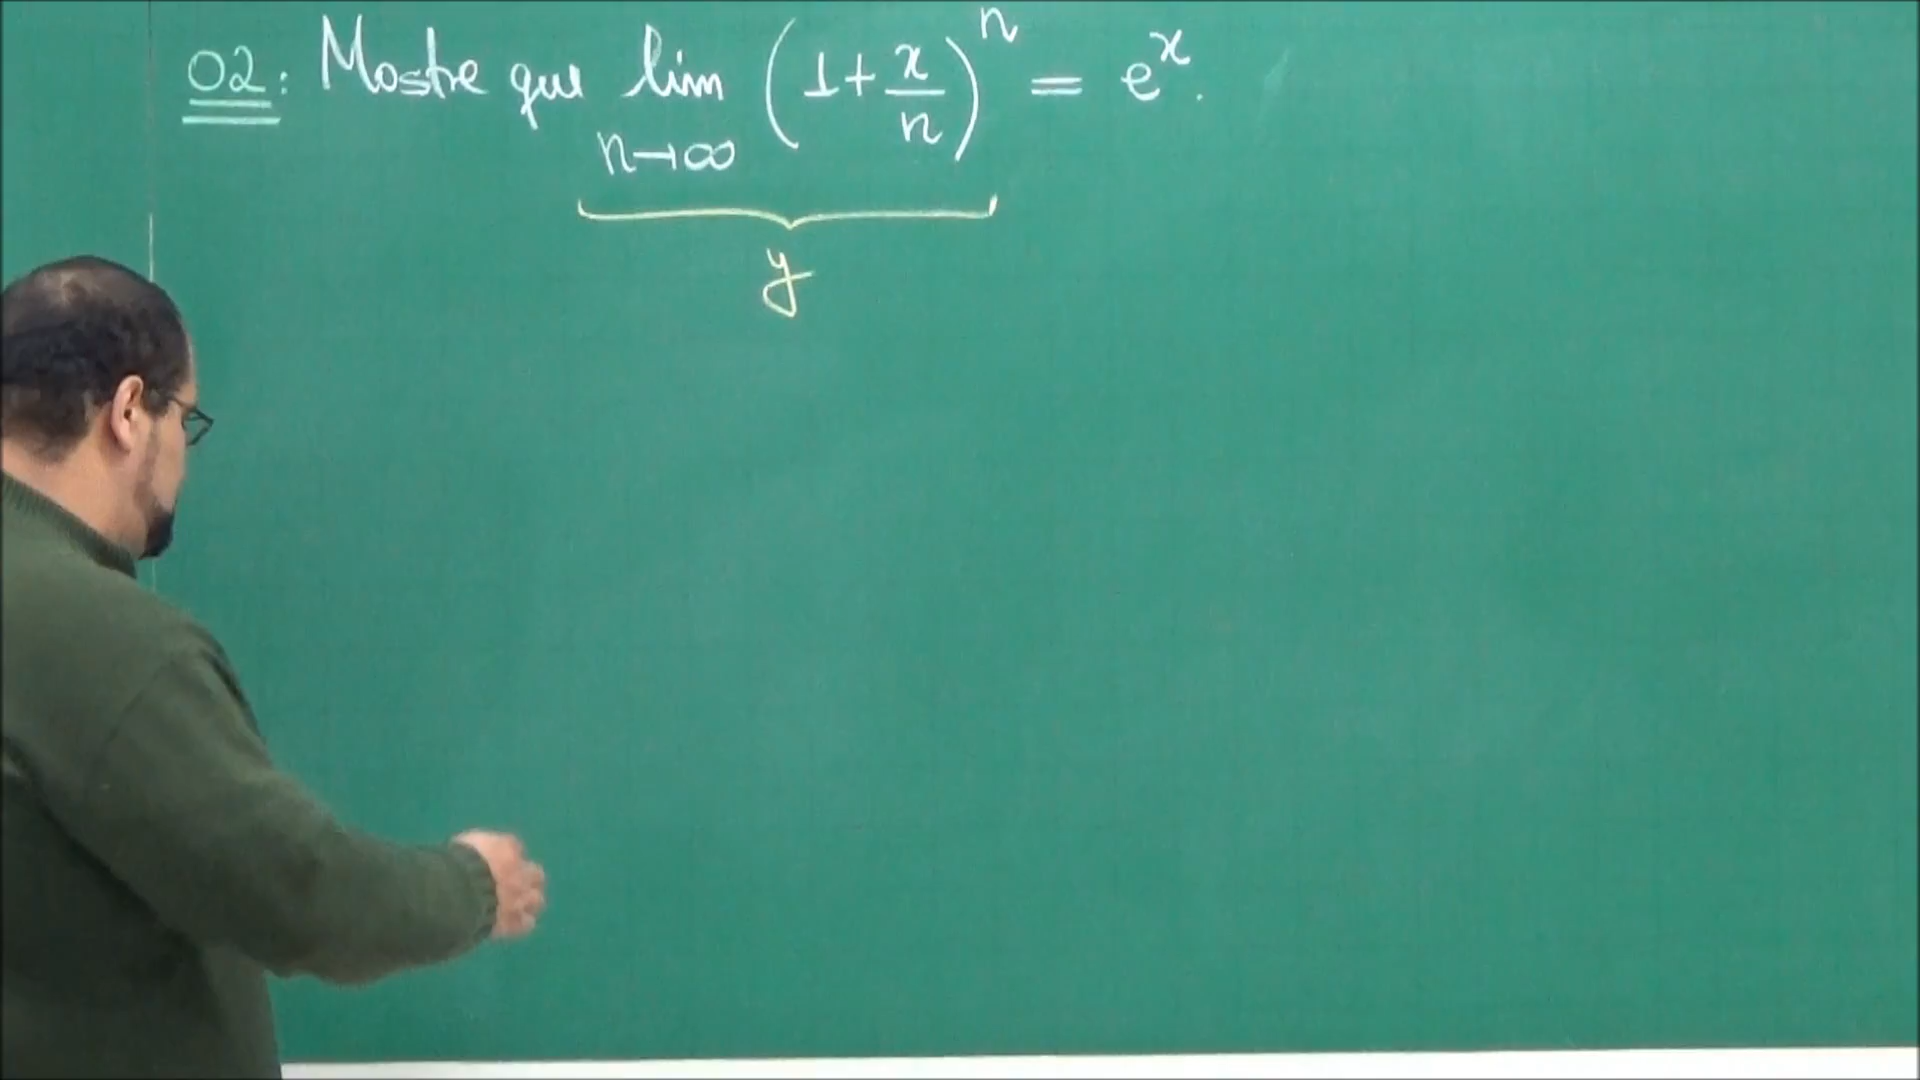 02: Mostre que lim (1 + x/n)^n = e^x.
n→∞
y